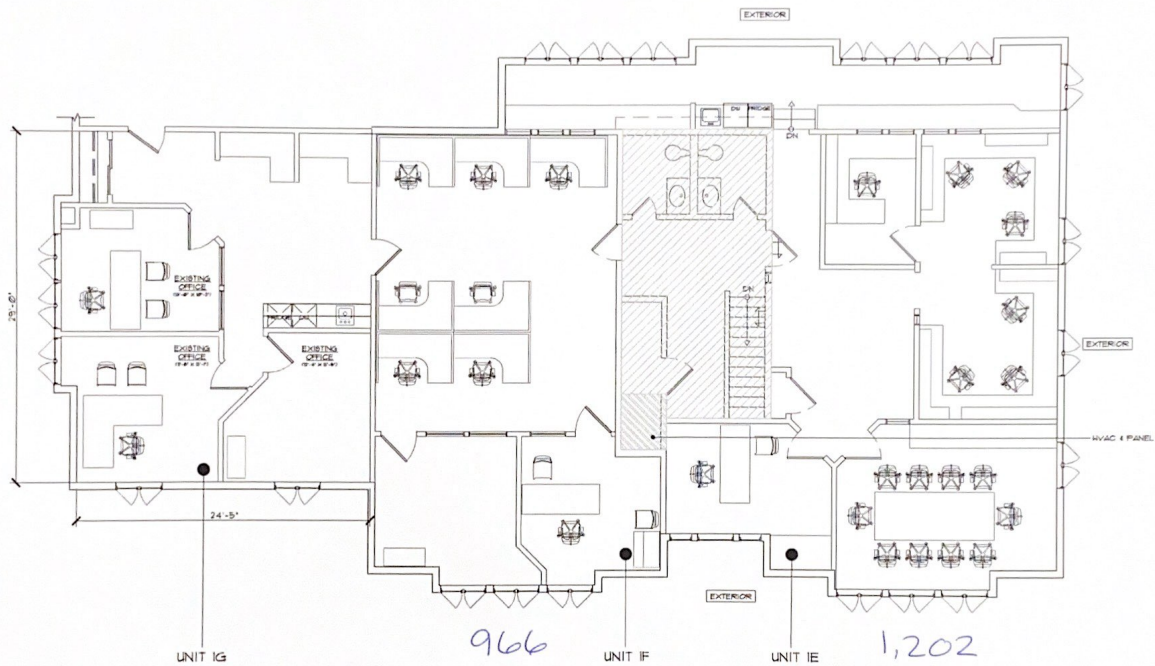 EXTERIOR
DW
FRIDGE
DN
29'-0"
EXISTING
OFFICE
EXISTING
OFFICE
EXISTING
OFFICE
DN
EXTERIOR
HVAC & PANEL
24'-5"
EXTERIOR
966
1,202
UNIT 1G
UNIT 1F
UNIT 1E